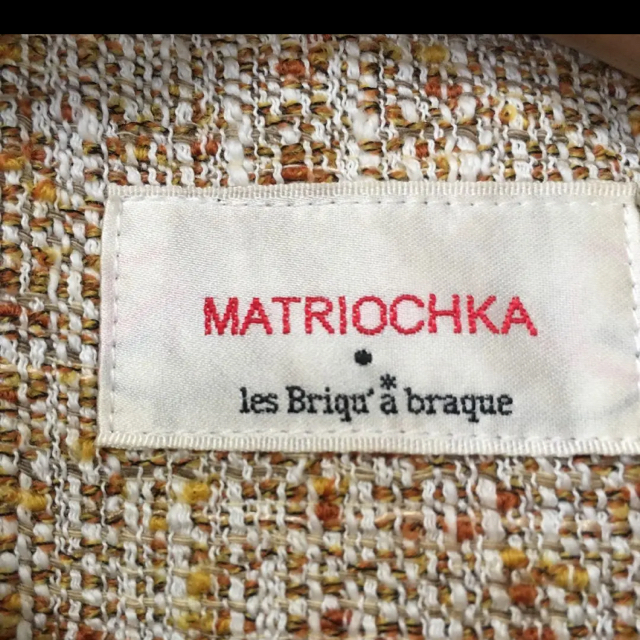 MATRIOCHKA
•
les Briqu'a* braque